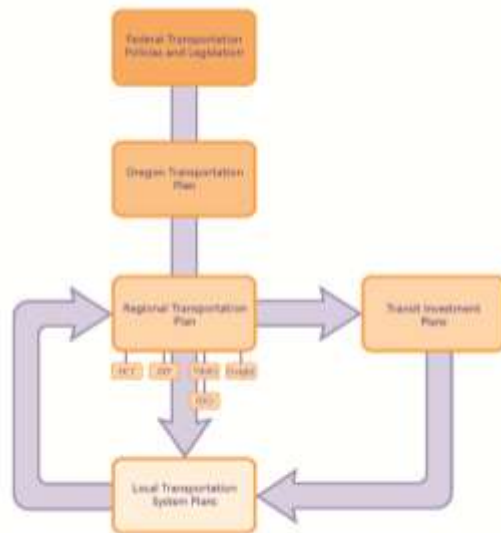 Federal Transportation
Policies and Legislation
Oregon Transportation
Plan
Regional Transportation
Plan
Transit Investment
Plans
HCT
Freight
Local Transportation
System Plans